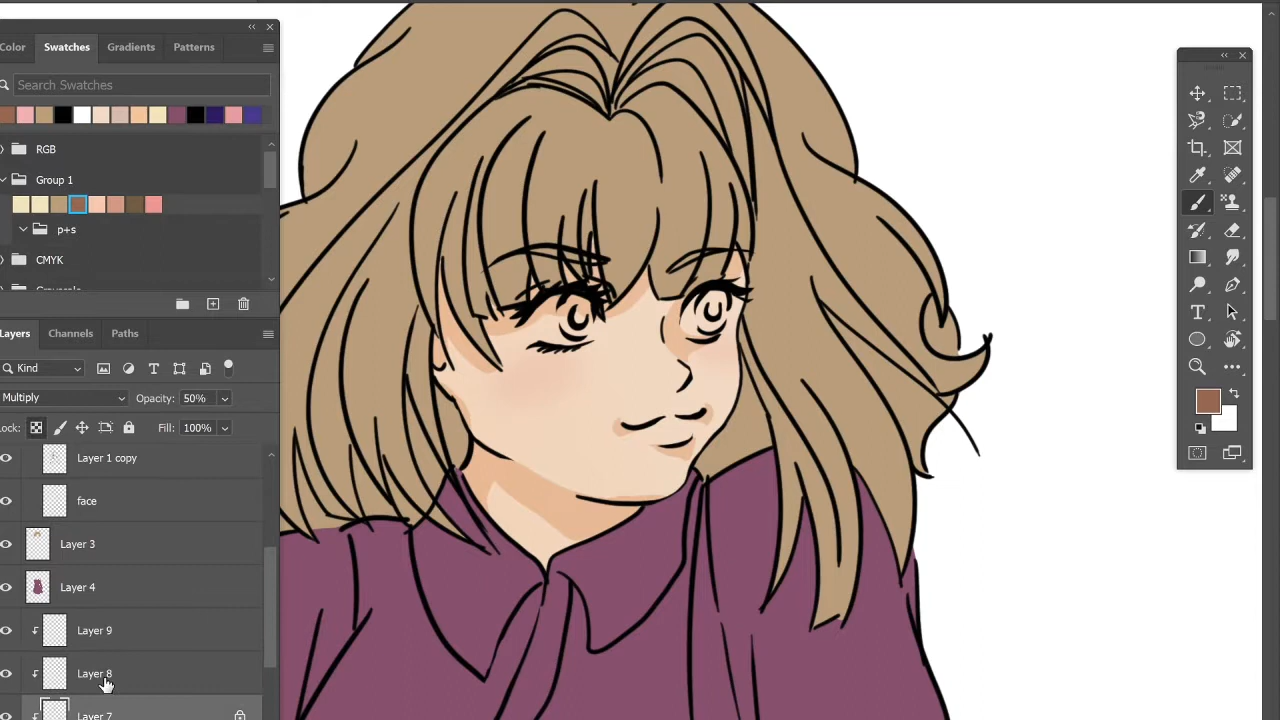 Color Swatches Gradients Patterns
Search Swatches
RGB
Group 1
p+s
CMYK
Layers Channels Paths
Kind
Multiply Opacity: 50%
Lock: Fill: 100%
Layer 1 copy
face
Layer 3
Layer 4
Layer 9
Layer 8
Layer 7